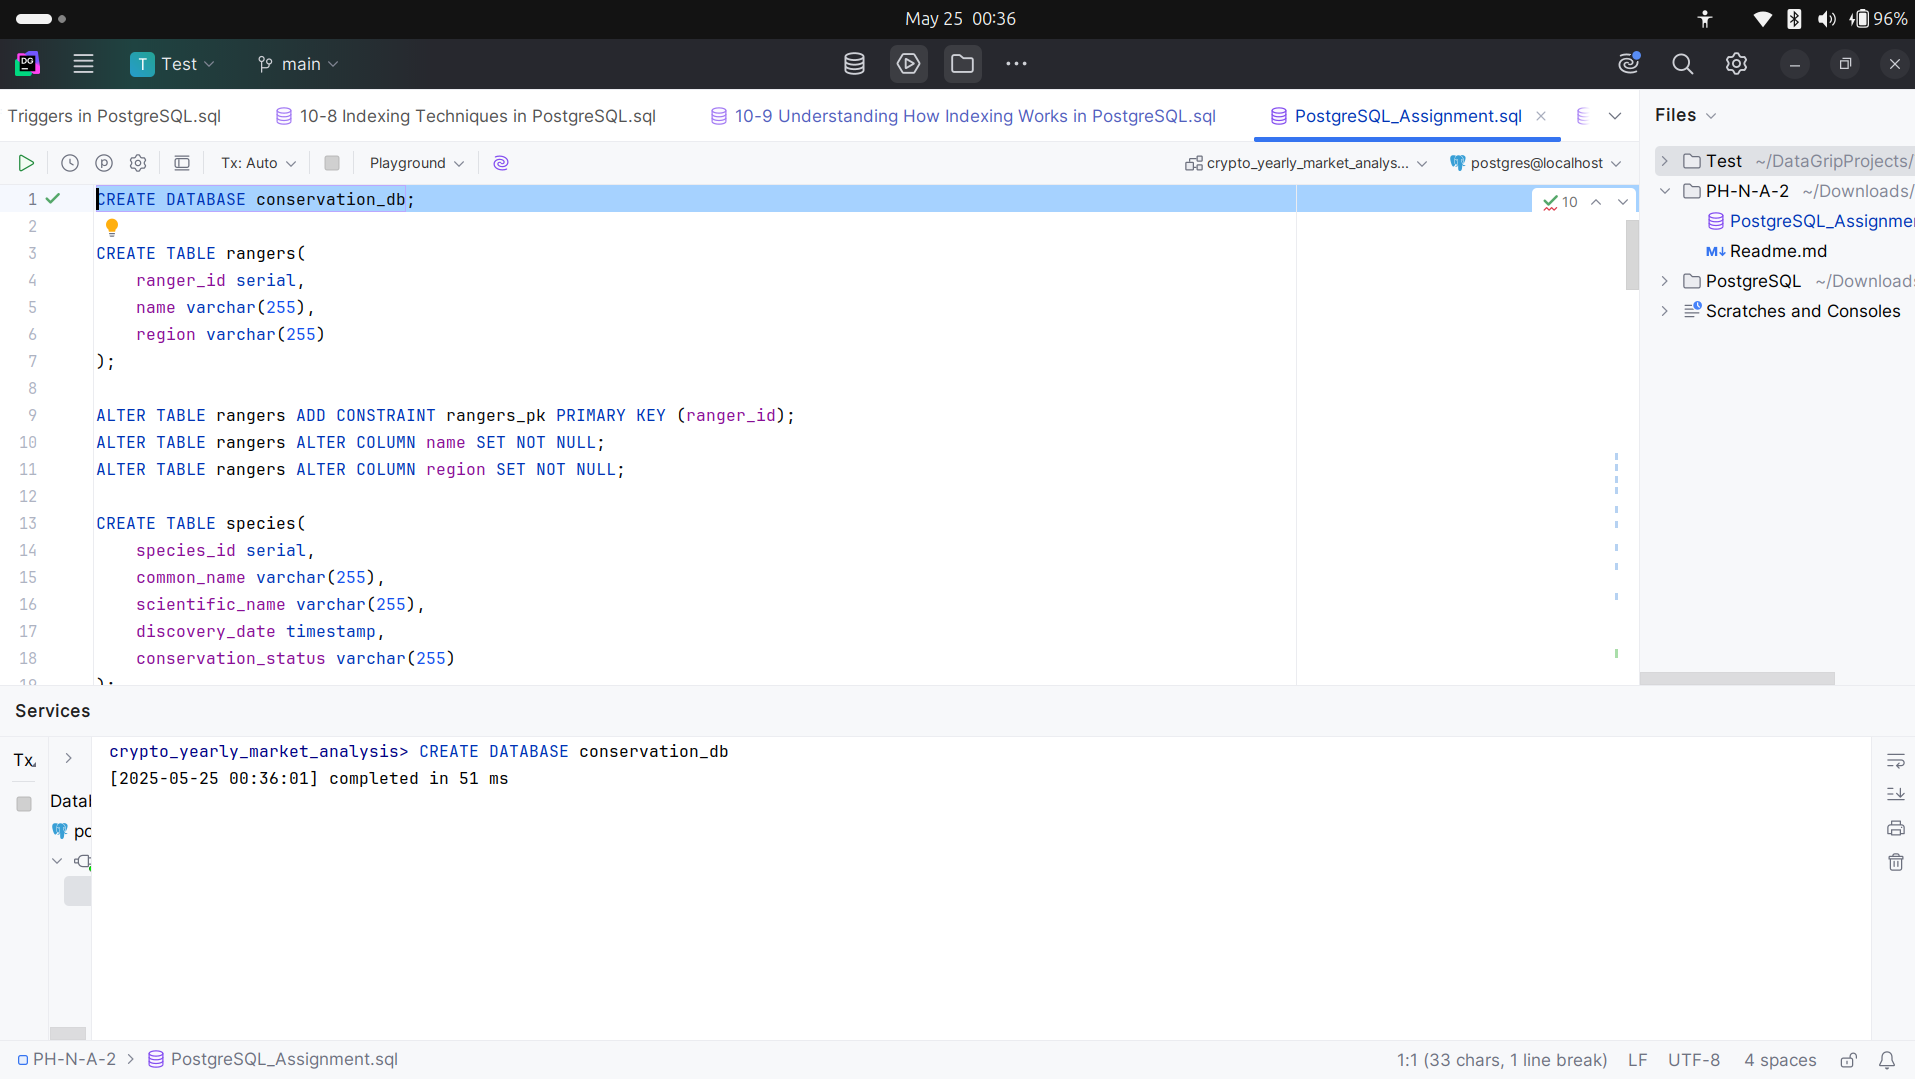 May 25 00:36
96%
DG
T Test
main
Triggers in PostgreSQL.sql
10-8 Indexing Techniques in PostgreSQL.sql
10-9 Understanding How Indexing Works in PostgreSQL.sql
PostgreSQL_Assignment.sql
Files
Tx: Auto
Playground
crypto_yearly_market_analys...
postgres@localhost
Test ~/DataGripProjects/
PH-N-A-2 ~/Downloads/
PostgreSQL_Assignme
M↓ Readme.md
PostgreSQL ~/Download
Scratches and Consoles
10
1 CREATE DATABASE conservation_db;
2
3 CREATE TABLE rangers(
4 ranger_id serial,
5 name varchar(255),
6 region varchar(255)
7 );
8
9 ALTER TABLE rangers ADD CONSTRAINT rangers_pk PRIMARY KEY (ranger_id);
10 ALTER TABLE rangers ALTER COLUMN name SET NOT NULL;
11 ALTER TABLE rangers ALTER COLUMN region SET NOT NULL;
12
13 CREATE TABLE species(
14 species_id serial,
15 common_name varchar(255),
16 scientific_name varchar(255),
17 discovery_date timestamp,
18 conservation_status varchar(255)
19 );
Services
Tx
Datal
po
crypto_yearly_market_analysis> CREATE DATABASE conservation_db
[2025-05-25 00:36:01] completed in 51 ms
PH-N-A-2 > PostgreSQL_Assignment.sql
1:1 (33 chars, 1 line break)
LF
UTF-8
4 spaces